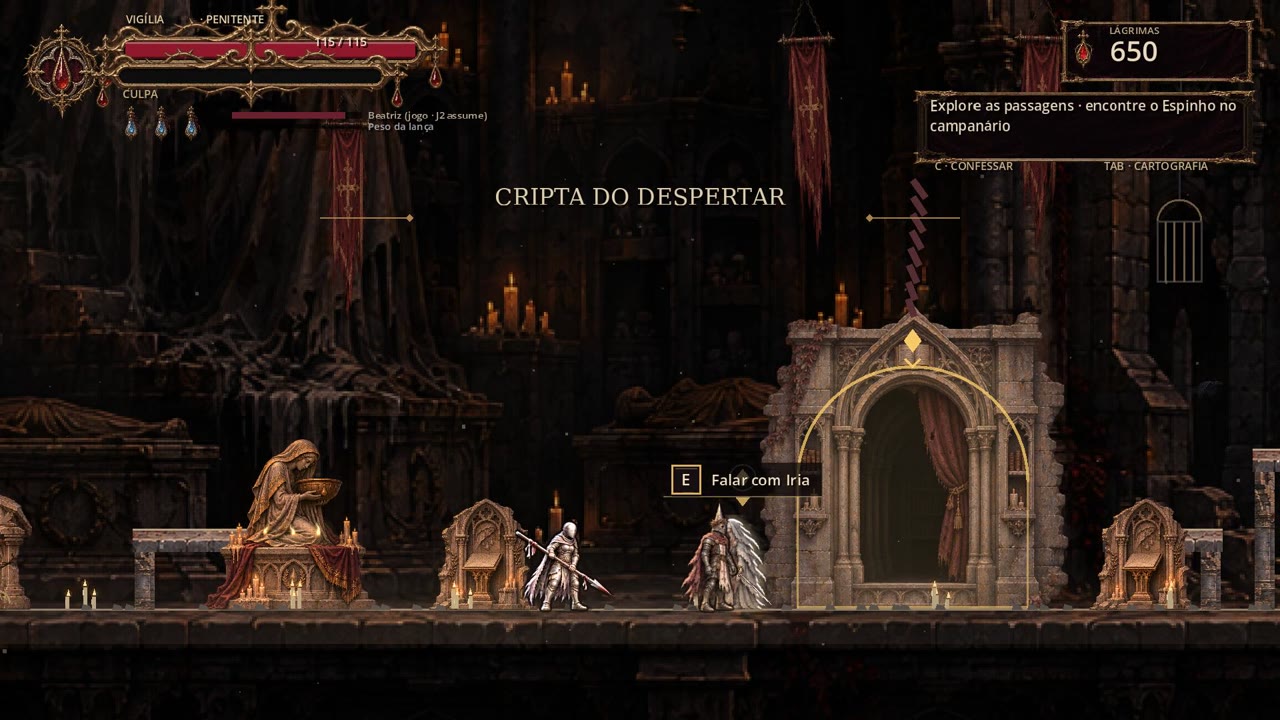 VIGÍLIA · PENITENTE
115 / 115
CULPA
Beatriz (jogo · J2 assume)
Peso da lança
LÁGRIMAS
650
Explore as passagens · encontre o Espinho no
campanário
C · CONFESSAR
TAB · CARTOGRAFIA
CRIPTA DO DESPERTAR
E Falar com Iria